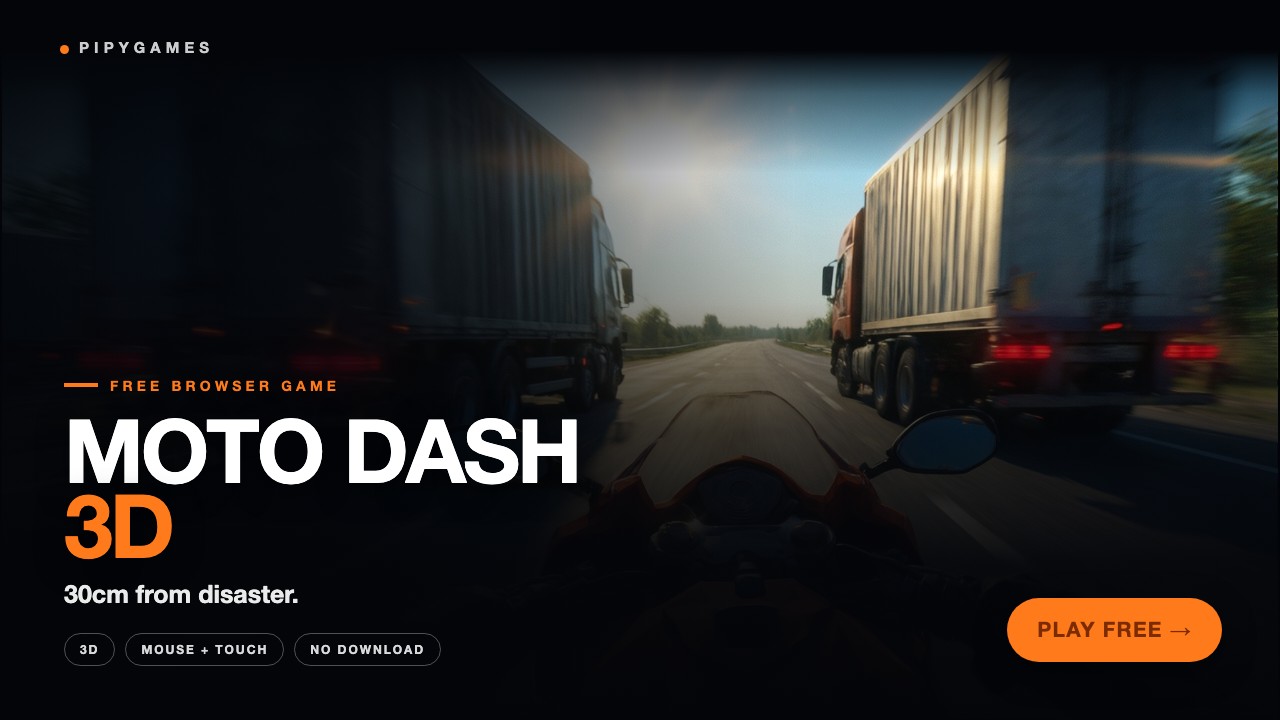 PIPYGAMES
FREE BROWSER GAME
MOTO DASH
3D
30cm from disaster.
3D
MOUSE + TOUCH
NO DOWNLOAD
PLAY FREE →